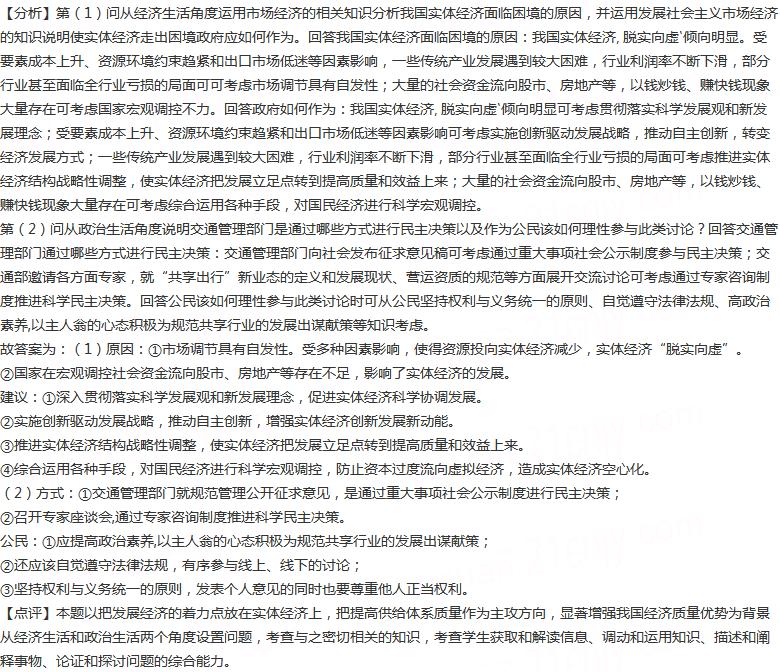 【分析】第（1）问从经济生活角度运用市场经济的相关知识分析我国实体经济面临困境的原因，并运用发展社会主义市场经济
的知识说明使实体经济走出困境政府应如何作为。回答我国实体经济面临困境的原因：我国实体经济, 脱实向虚‘倾向明显。受
要素成本上升、资源环境约束趋紧和出口市场低迷等因素影响，一些传统产业发展遇到较大困难，行业利润率不断下滑，部分
行业甚至面临全行业亏损的局面可可考虑市场调节具有自发性；大量的社会资金流向股市、房地产等，以钱炒钱、赚快钱现象
大量存在可考虑国家宏观调控不力。回答政府如何作为：我国实体经济, 脱实向虚‘倾向明显可考虑贯彻落实科学发展观和新发
展理念；受要素成本上升、资源环境约束趋紧和出口市场低迷等因素影响可考虑实施创新驱动发展战略，推动自主创新，转变
经济发展方式；一些传统产业发展遇到较大困难，行业利润率不断下滑，部分行业甚至面临全行业亏损的局面可考虑推进实体
经济结构战略性调整，使实体经济把发展立足点转到提高质量和效益上来；大量的社会资金流向股市、房地产等，以钱炒钱、
赚快钱现象大量存在可考虑综合运用各种手段，对国民经济进行科学宏观调控。
第（2）问从政治生活角度说明交通管理部门是通过哪些方式进行民主决策以及作为公民该如何理性参与此类讨论？回答交通管
理部门通过哪些方式进行民主决策：交通管理部门向社会发布征求意见稿可考虑通过重大事项社会公示制度参与民主决策；交
通部邀请各方面专家，就“共享出行”新业态的定义和发展现状、营运资质的规范等方面展开交流讨论可考虑通过专家咨询制
度推进科学民主决策。回答公民该如何理性参与此类讨论时可从公民坚持权利与义务统一的原则、自觉遵守法律法规、高政治
素养,以主人翁的心态积极为规范共享行业的发展出谋献策等知识考虑。
故答案为：（1）原因：①市场调节具有自发性。受多种因素影响，使得资源投向实体经济减少，实体经济“脱实向虚”。
②国家在宏观调控社会资金流向股市、房地产等存在不足，影响了实体经济的发展。
建议：①深入贯彻落实科学发展观和新发展理念，促进实体经济科学协调发展。
②实施创新驱动发展战略，推动自主创新，增强实体经济创新发展新动能。
③推进实体经济结构战略性调整，使实体经济把发展立足点转到提高质量和效益上来。
④综合运用各种手段，对国民经济进行科学宏观调控，防止资本过度流向虚拟经济，造成实体经济空心化。
（2）方式：①交通管理部门就规范管理公开征求意见，是通过重大事项社会公示制度进行民主决策；
②召开专家座谈会,通过专家咨询制度推进科学民主决策。
公民：①应提高政治素养,以主人翁的心态积极为规范共享行业的发展出谋献策；
②还应该自觉遵守法律法规，有序参与线上、线下的讨论；
③坚持权利与义务统一的原则，发表个人意见的同时也要尊重他人正当权利。
【点评】本题以把发展经济的着力点放在实体经济上，把提高供给体系质量作为主攻方向，显著增强我国经济质量优势为背景
从经济生活和政治生活两个角度设置问题，考查与之密切相关的知识，考查学生获取和解读信息、调动和运用知识、描述和阐
释事物、论证和探讨问题的综合能力。